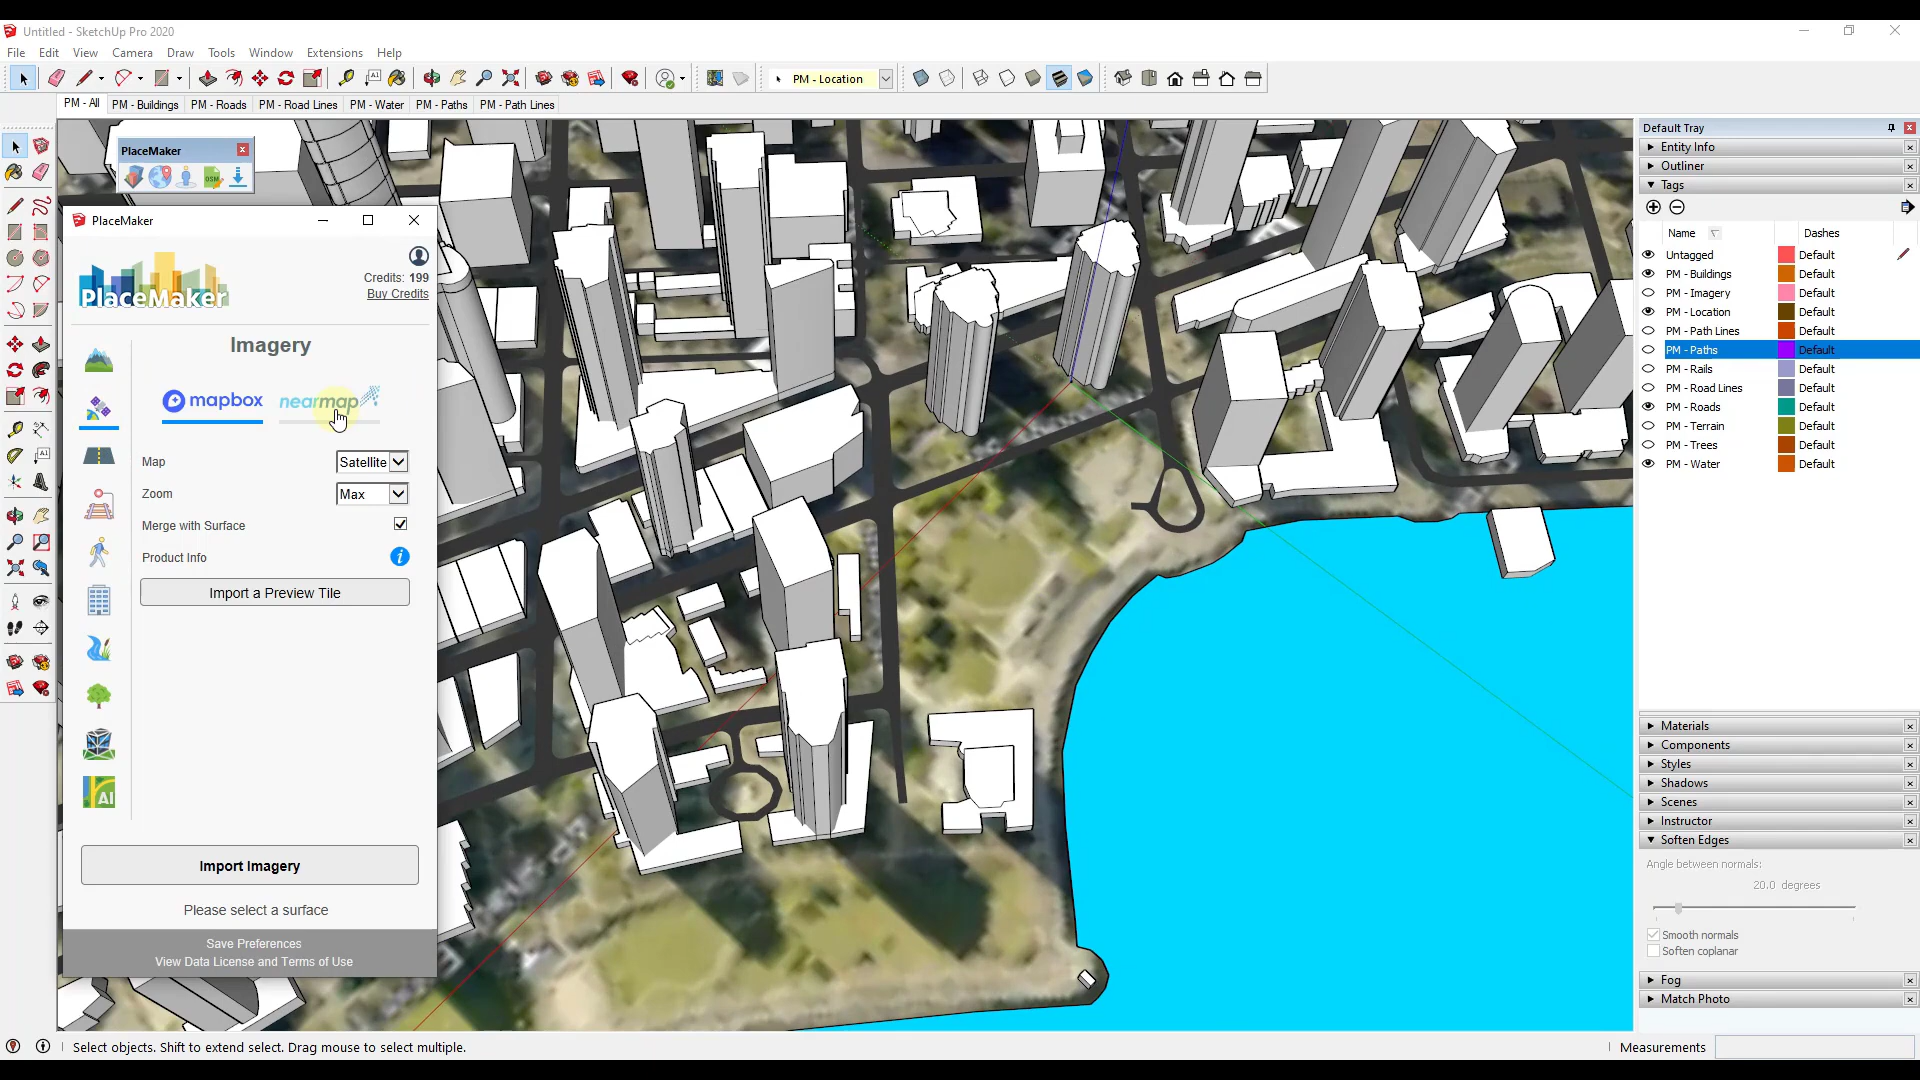 Untitled - SketchUp Pro 2020
File Edit View Camera Draw Tools Window Extensions Help
PM - Location
PM - All PM - Buildings PM - Roads PM - Road Lines PM - Water PM - Paths PM - Path Lines
PlaceMaker
PlaceMaker
PlaceMaker
Credits: 199
Buy Credits
Imagery
mapbox nearmap
Map Satellite
Zoom Max
Merge with Surface
Product Info
Import a Preview Tile
AI
Import Imagery
Please select a surface
Save Preferences
View Data License and Terms of Use
Default Tray
Entity Info
Outliner
Tags
Name Dashes
Untagged Default
PM - Buildings Default
PM - Imagery Default
PM - Location Default
PM - Path Lines Default
PM - Paths Default
PM - Rails Default
PM - Road Lines Default
PM - Roads Default
PM - Terrain Default
PM - Trees Default
PM - Water Default
Materials
Components
Styles
Shadows
Scenes
Instructor
Soften Edges
Angle between normals:
20.0 degrees
Smooth normals
Soften coplanar
Fog
Match Photo
Select objects. Shift to extend select. Drag mouse to select multiple.
Measurements